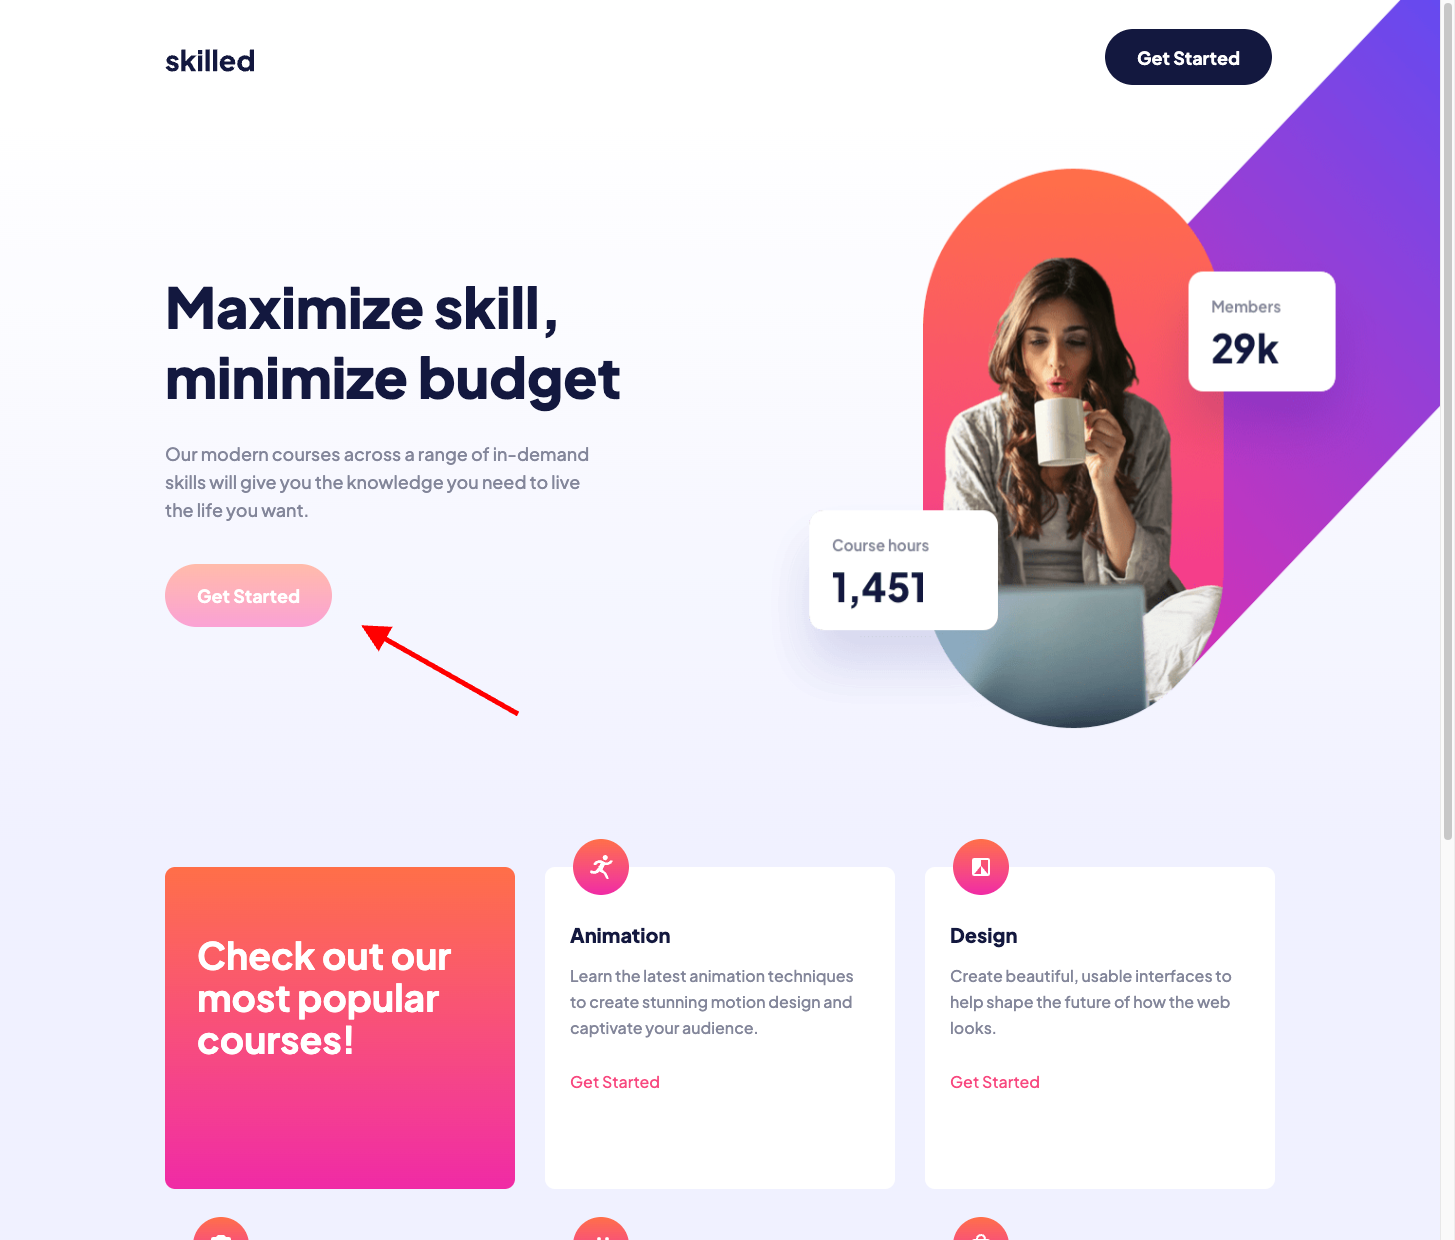 skilled
Get Started
Maximize skill,
minimize budget
Our modern courses across a range of in-demand
skills will give you the knowledge you need to live
the life you want.
Get Started
Members
29k
Course hours
1,451
Check out our
most popular
courses!
Animation
Learn the latest animation techniques
to create stunning motion design and
captivate your audience.
Get Started
Design
Create beautiful, usable interfaces to
help shape the future of how the web
looks.
Get Started